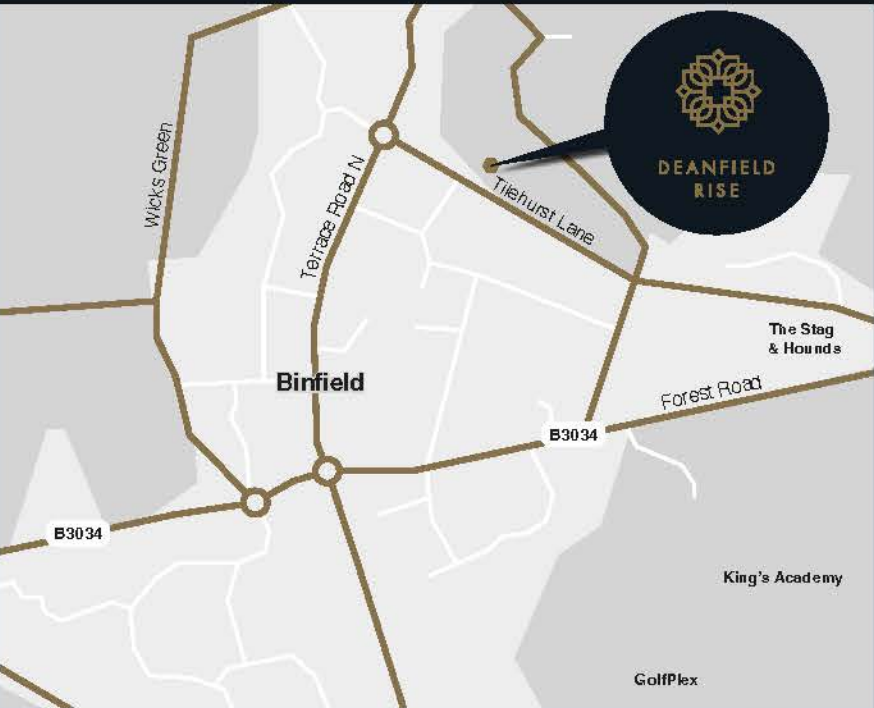 DEANFIELD
RISE
Wicks Green
Terrace Road N
Tilehurst Lane
The Stag
& Hounds
Binfield
Forest Road
B3034
B3034
King's Academy
GolfPlex